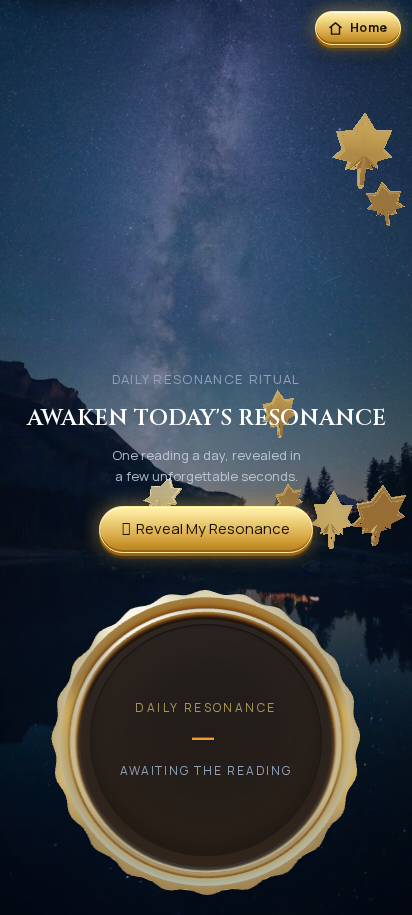 Home
DAILY RESONANCE RITUAL
AWAKEN TODAY'S RESONANCE
One reading a day, revealed in
a few unforgettable seconds.
Reveal My Resonance
DAILY RESONANCE
AWAITING THE READING